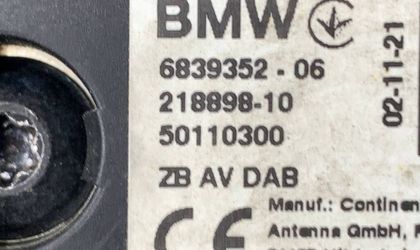 BMW
6839352 - 06
218898-10
50110300
ZB AV DAB
02-11-21
CE
Manuf.: Continen
Antenna GmbH,